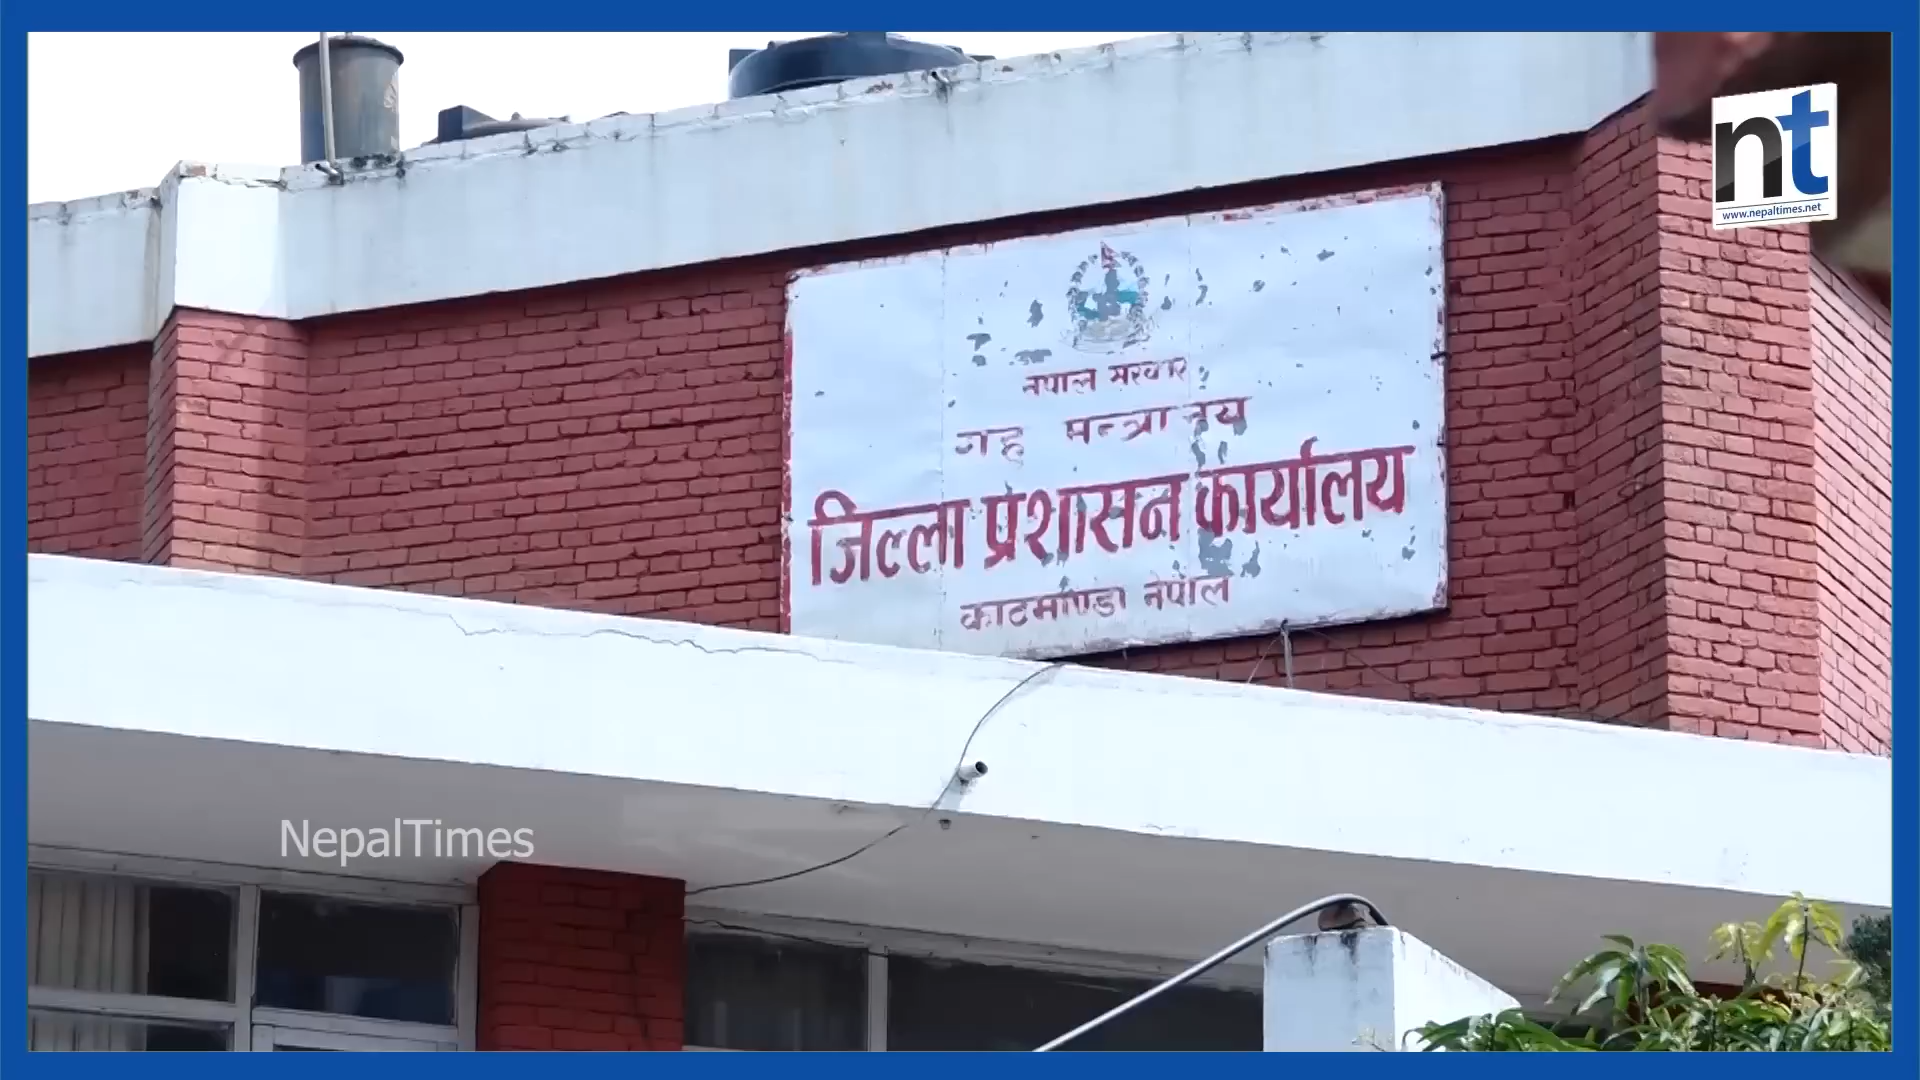 nt
www.nepaltimes.net
नेपाल सरकार
गृह मन्त्रालय
जिल्ला प्रशासन कार्यालय
काठमाण्डौ नेपाल
NepalTimes